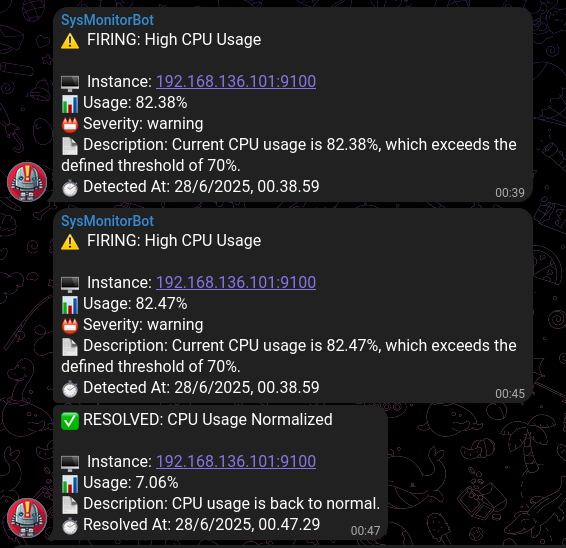 SysMonitorBot
⚠️ FIRING: High CPU Usage
🖥️ Instance: 192.168.136.101:9100
📊 Usage: 82.38%
📛 Severity: warning
📄 Description: Current CPU usage is 82.38%, which exceeds the
defined threshold of 70%.
⏱️ Detected At: 28/6/2025, 00.38.59
00:39
SysMonitorBot
⚠️ FIRING: High CPU Usage
🖥️ Instance: 192.168.136.101:9100
📊 Usage: 82.47%
📛 Severity: warning
📄 Description: Current CPU usage is 82.47%, which exceeds the
defined threshold of 70%.
⏱️ Detected At: 28/6/2025, 00.38.59
00:45
✅ RESOLVED: CPU Usage Normalized
🖥️ Instance: 192.168.136.101:9100
📊 Usage: 7.06%
📄 Description: CPU usage is back to normal.
⏱️ Resolved At: 28/6/2025, 00.47.29
00:47